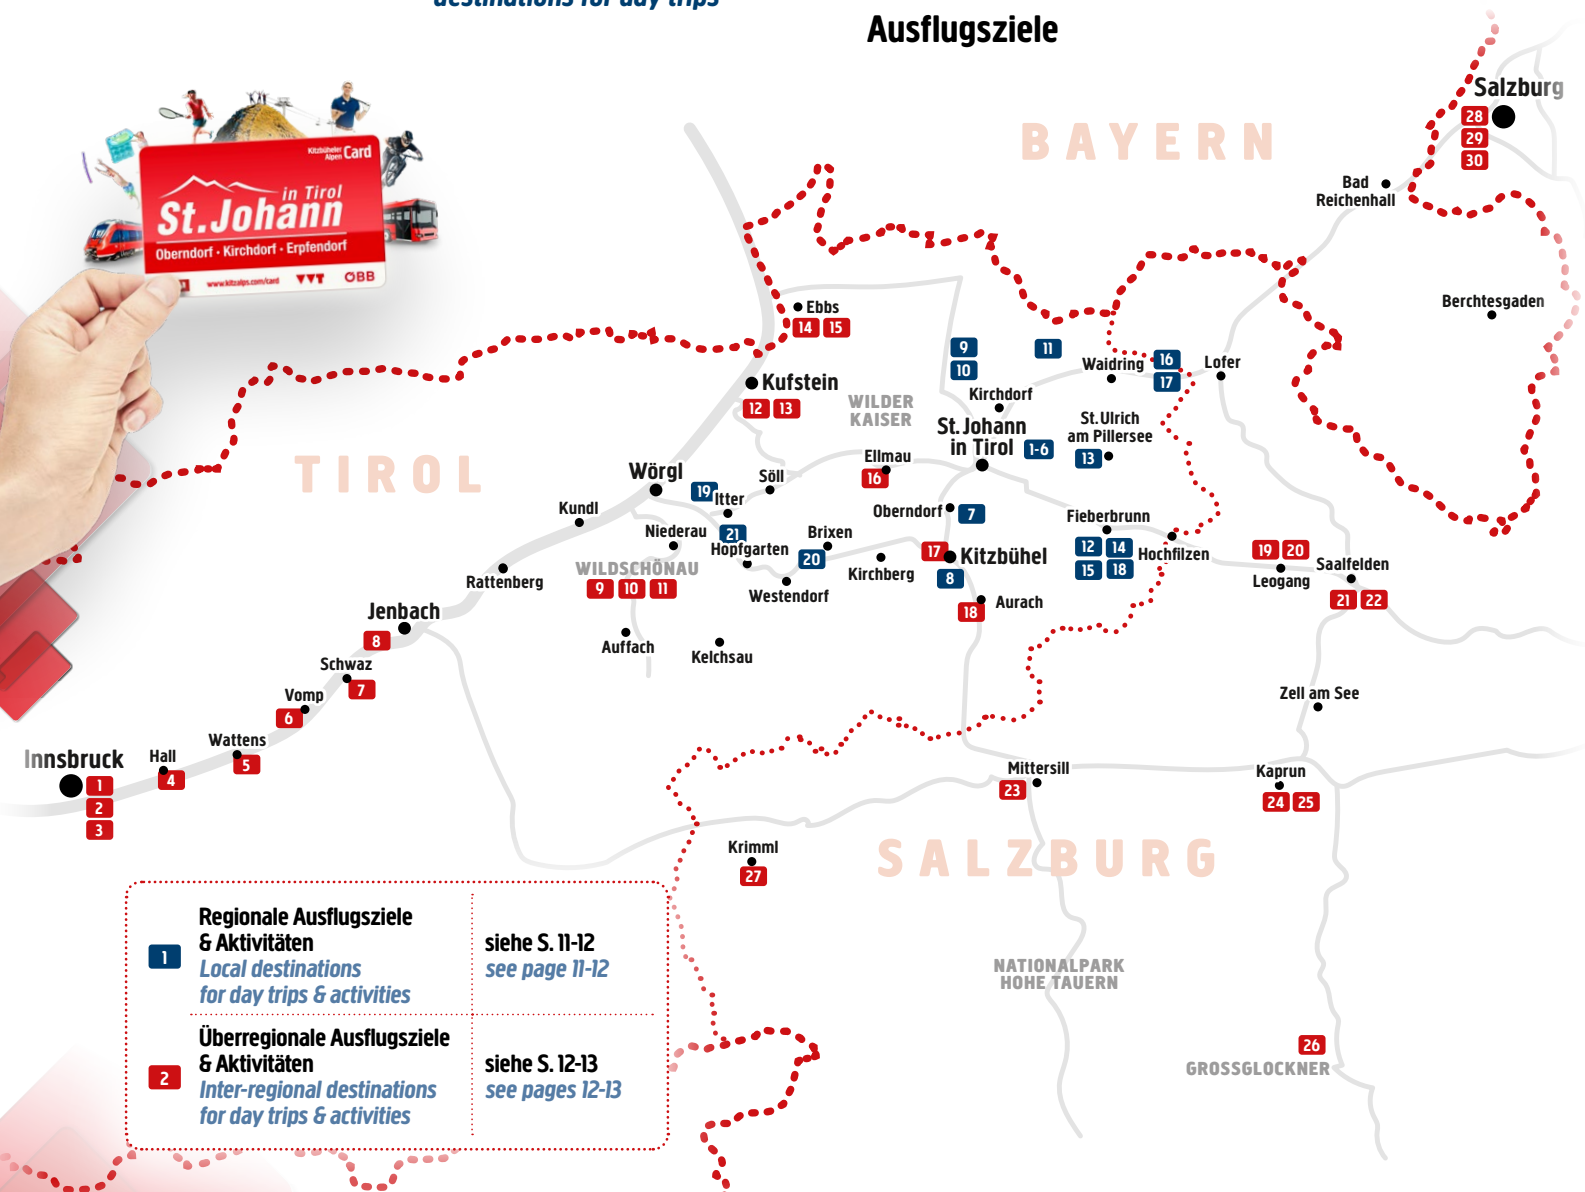 destinations for day trips
Ausflugsziele
Kitzbüheler
Alpen Card
in Tirol
St.Johann
Oberndorf · Kirchdorf · Erpfendorf
www.kitzalps.com/card
VVT
ÖBB
BAYERN
Salzburg
28
29
30
Bad
Reichenhall
Berchtesgaden
Ebbs
14 15
Kufstein
12 13
WILDER
KAISER
9
10
11
Kirchdorf
Waidring
16
17
Lofer
St.Johann
in Tirol
1-6
St.Ulrich
am Pillersee
13
TIROL
Wörgl
19
Itter
Söll
Ellmau
16
Kundl
Niederau
21
Hopfgarten
Brixen
20
Oberndorf
7
17
Kitzbühel
8
Kirchberg
Westendorf
Fieberbrunn
12 14
15 18
Hochfilzen
19 20
Leogang
Saalfelden
21 22
Rattenberg
WILDSCHÖNAU
9 10 11
Auffach
Kelchsau
18
Aurach
Jenbach
8
Schwaz
7
Vomp
6
Wattens
5
Hall
4
Innsbruck
1
2
3
Zell am See
Mittersill
23
Kaprun
24 25
Krimml
27
SALZBURG
NATIONALPARK
HOHE TAUERN
26
GROSSGLOCKNER
1
Regionale Ausflugsziele
& Aktivitäten
Local destinations
for day trips & activities
siehe S. 11-12
see page 11-12
2
Überregionale Ausflugsziele
& Aktivitäten
Inter-regional destinations
for day trips & activities
siehe S. 12-13
see pages 12-13